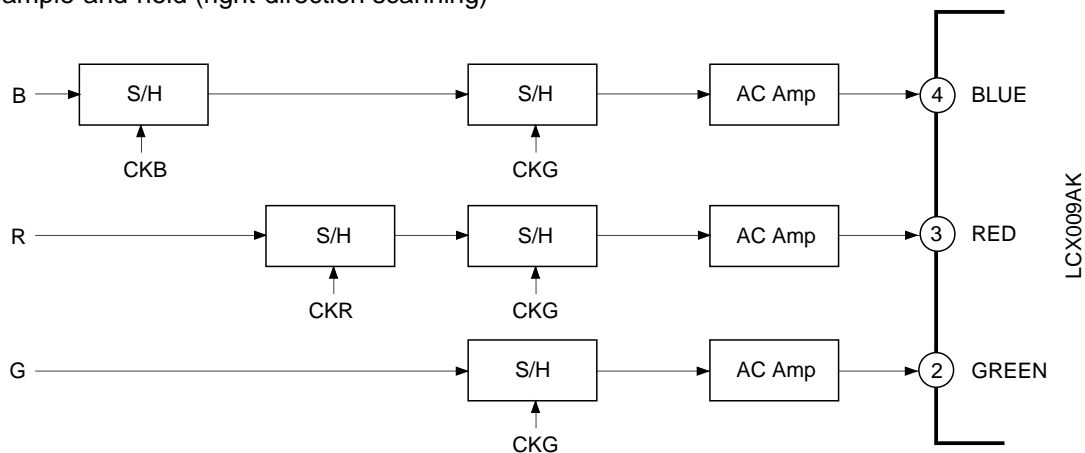 and hold (right direction scanning)
B S/H S/H AC Amp 4 BLUE
CKB CKG
R S/H S/H AC Amp 3 RED
CKR CKG
G S/H AC Amp 2 GREEN
CKG
LCX009AK